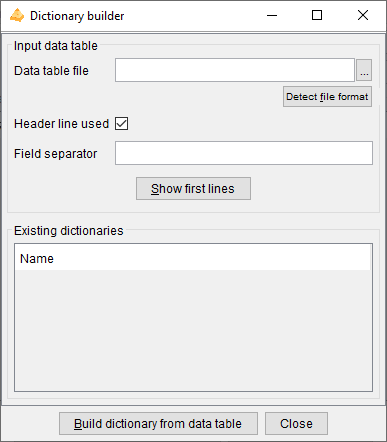 Dictionary builder
Input data table
Data table file
...
Detect file format
Header line used
Field separator
Show first lines
Existing dictionaries
Name
Build dictionary from data table Close